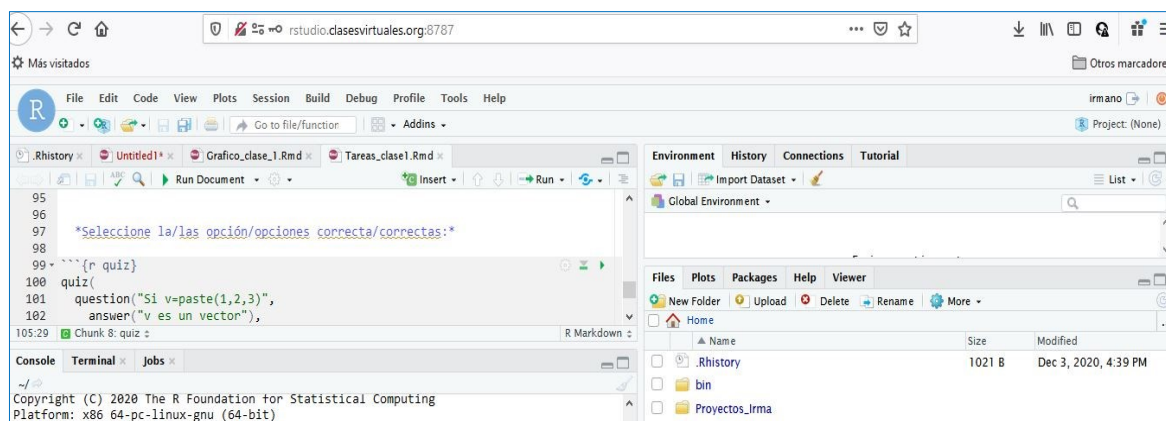 rstudio.clasesvirtuales.org:8787
Más visitados
Otros marcadore
R
File Edit Code View Plots Session Build Debug Profile Tools Help
irmano
Go to file/function
Addins
Project: (None)
.Rhistory
Untitled1*
Grafico_clase_1.Rmd
Tareas_clase1.Rmd
ABC
Run Document
Insert
Run
95
96
97 *Seleccione la/las opción/opciones correcta/correctas:*
98
99 ```{r quiz}
100 quiz(
101 question("Si v=paste(1,2,3)",
102 answer("v es un vector"),
105:29 Chunk 8: quiz
R Markdown
Console Terminal Jobs
~/
Copyright (C) 2020 The R Foundation for Statistical Computing
Platform: x86_64-pc-linux-gnu (64-bit)
Environment History Connections Tutorial
Import Dataset
List
Global Environment
Files Plots Packages Help Viewer
New Folder Upload Delete Rename More
Home
Name Size Modified
.Rhistory 1021 B Dec 3, 2020, 4:39 PM
bin
Proyectos_Irma